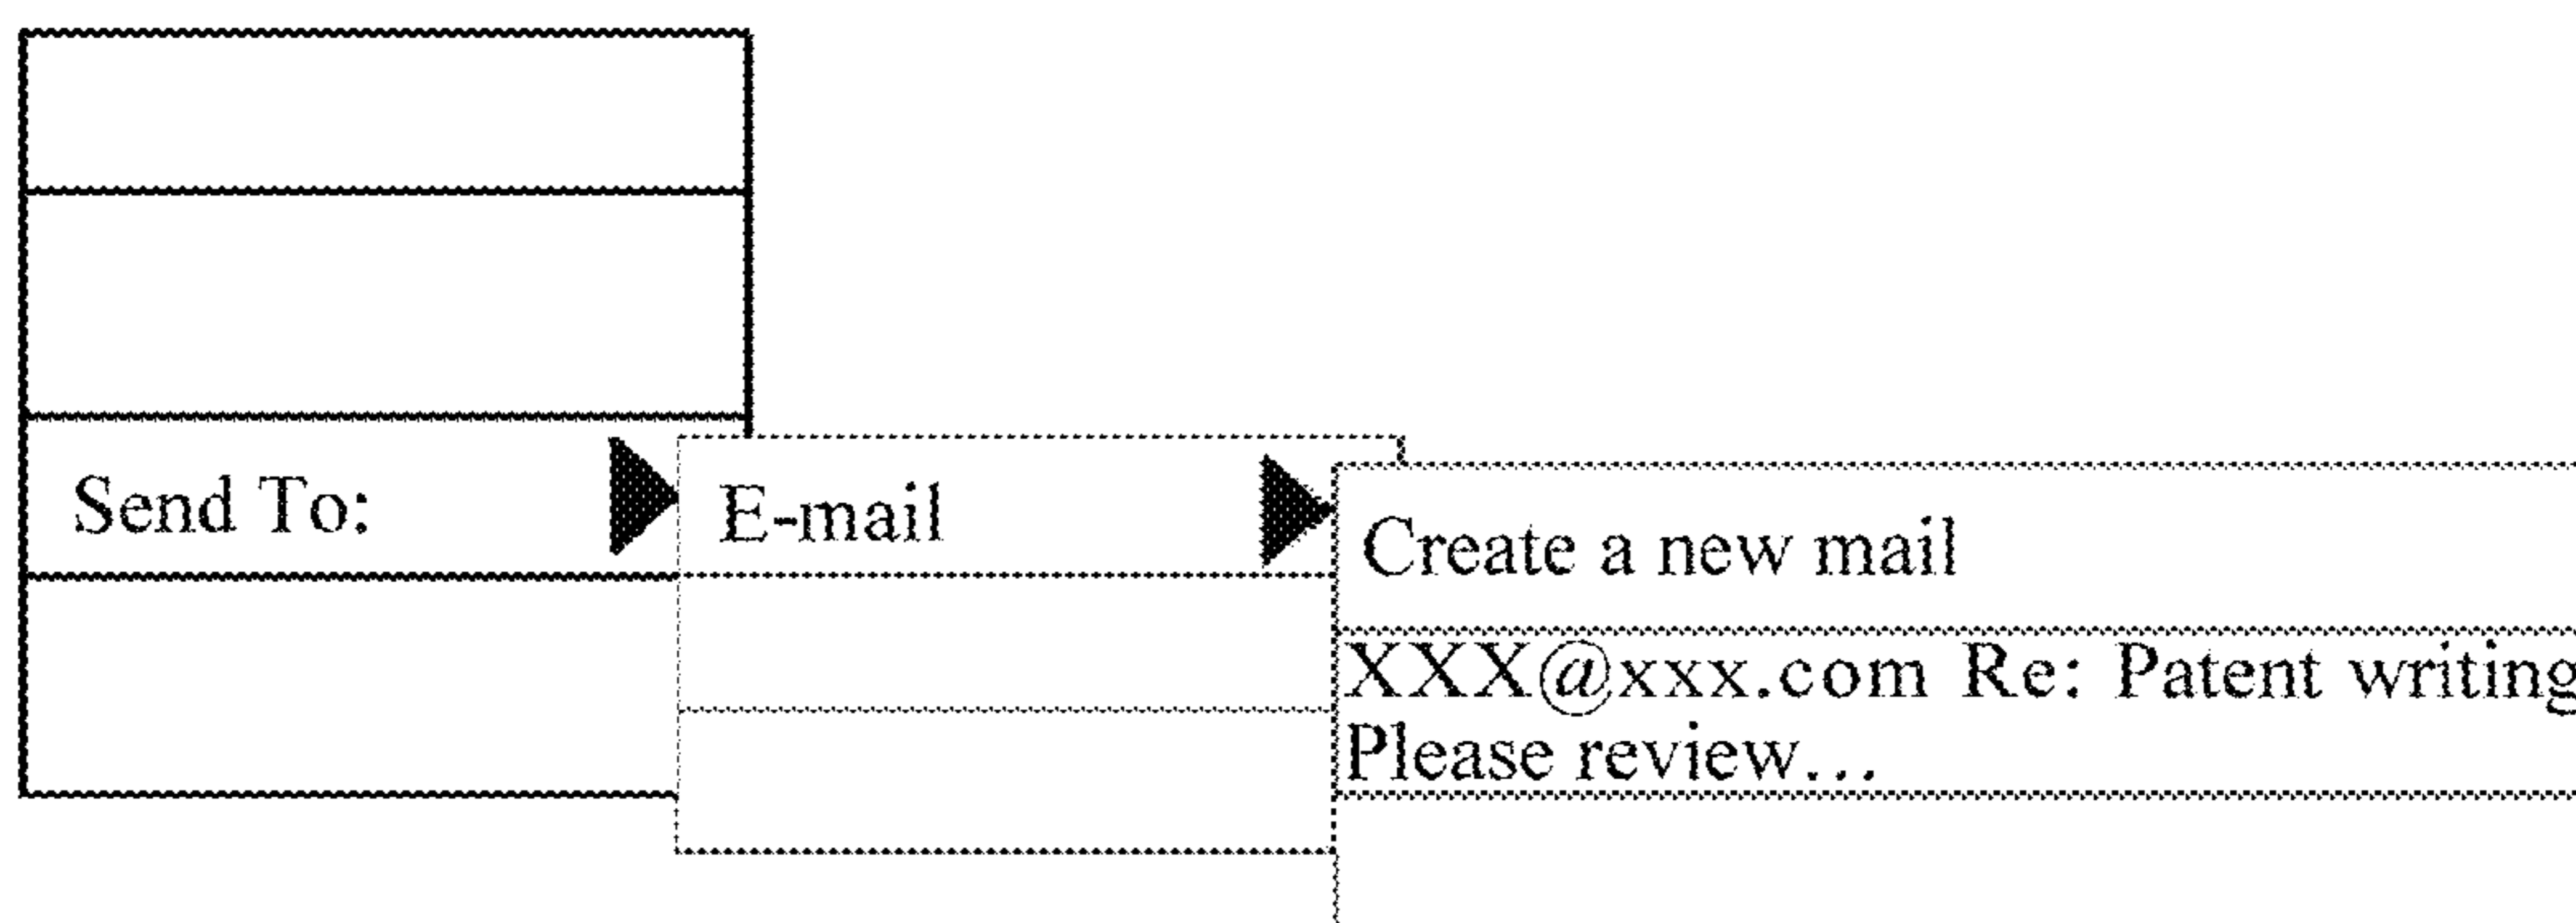 Send To:
E-mail
Create a new mail
XXX@xxx.com Re: Patent writing
Please review...